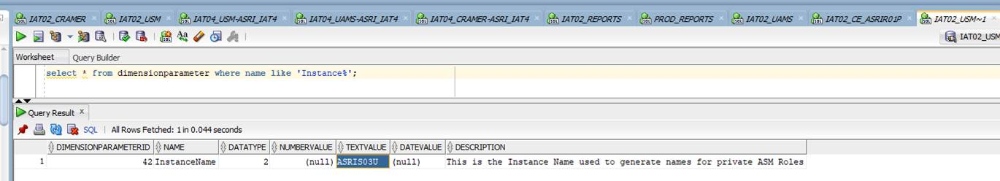 IAT02_CRAMER IAT02_USM IAT04_USM-ASRI_IAT4 IAT04_UAMS-ASRI_IAT4 IAT04_CRAMER-ASRI_IAT4 IAT02_REPORTS PROD_REPORTS IAT02_UAMS IAT02_CE_ASRIR01P IAT02_USM~1
IAT02_USM
Worksheet Query Builder
select * from dimensionparameter where name like 'Instance%';
Query Result
SQL All Rows Fetched: 1 in 0.044 seconds
DIMENSIONPARAMETERID NAME DATATYPE NUMBERVALUE TEXTVALUE DATEVALUE DESCRIPTION
1 42 InstanceName 2 (null) ASRIS03U (null) This is the Instance Name used to generate names for private ASM Roles